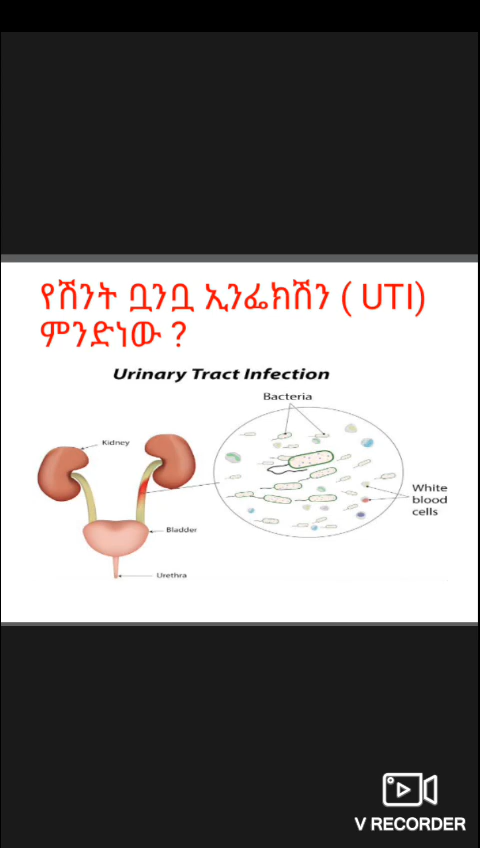 የሽንት ቧንቧ ኢንፌክሽን ( UTI)
ምንድነው ?
Urinary Tract Infection
Bacteria
Kidney
White
blood
cells
Bladder
Urethra
V RECORDER